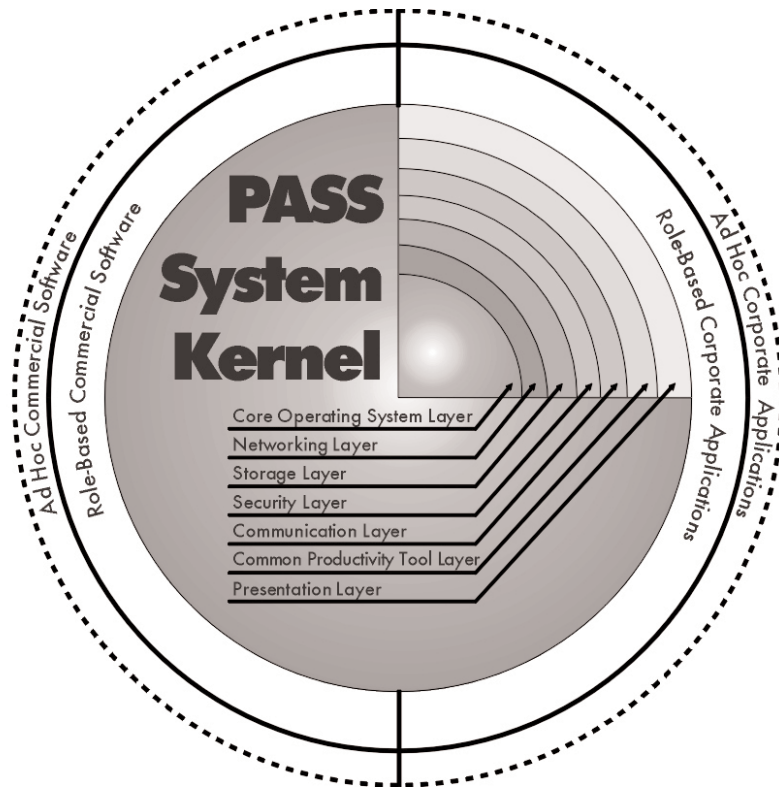 PASS
System
Kernel
Core Operating System Layer
Networking Layer
Storage Layer
Security Layer
Communication Layer
Common Productivity Tool Layer
Presentation Layer
Ad Hoc Commercial Software
Role-Based Commercial Software
Role-Based Corporate Applications
Ad Hoc Corporate Applications